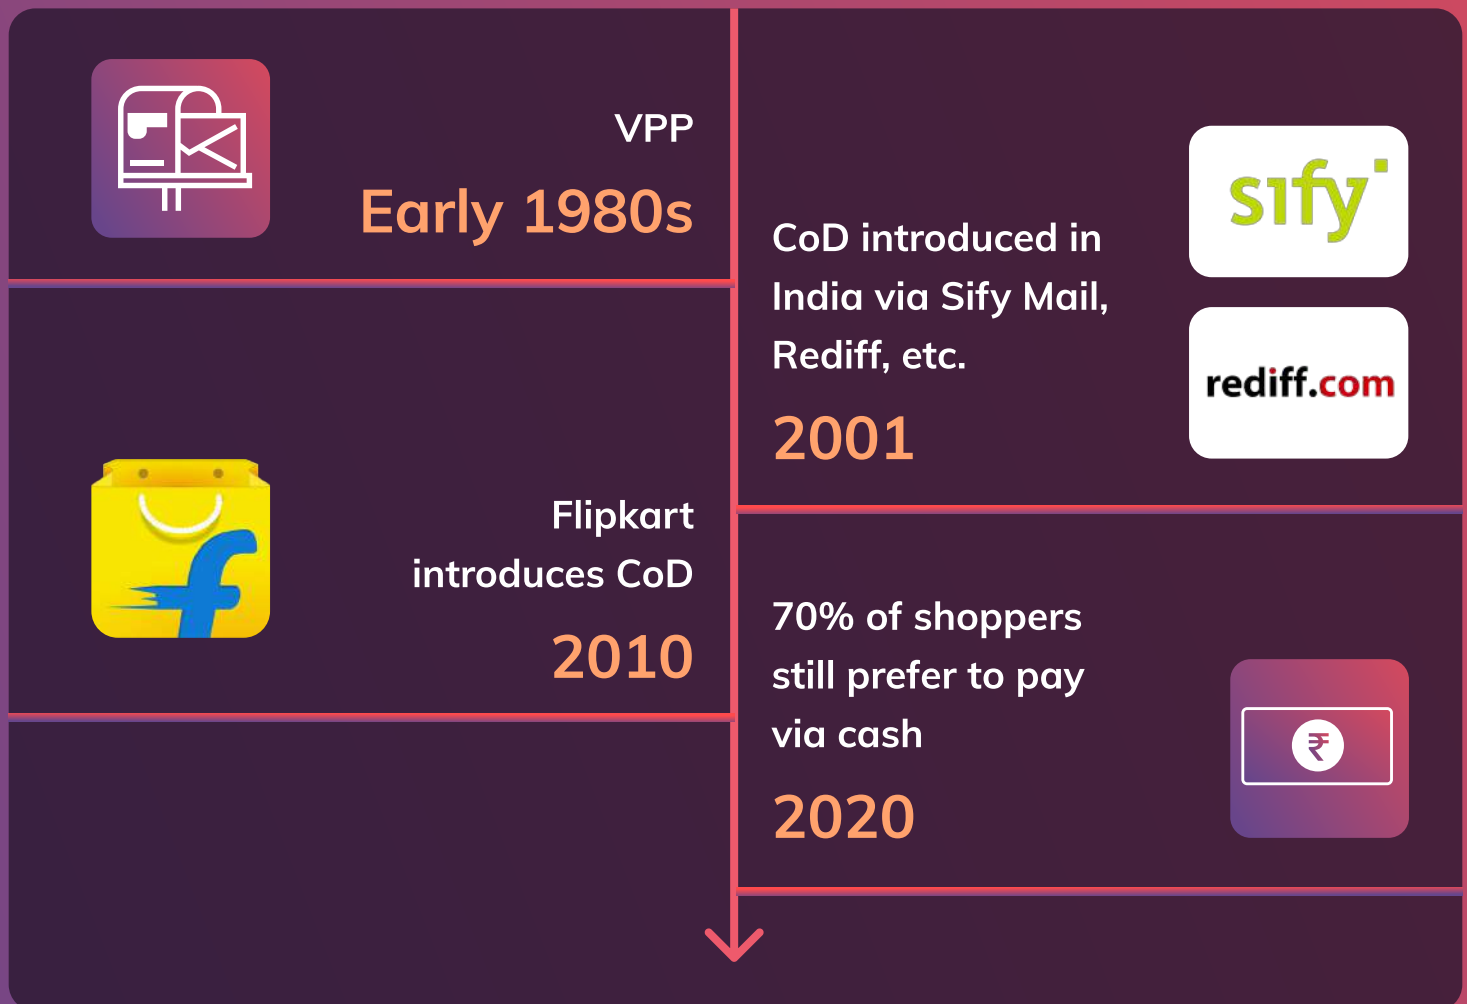 VPP
Early 1980s
CoD introduced in
India via Sify Mail,
Rediff, etc.
2001
sify
rediff.com
Flipkart
introduces CoD
2010
f
70% of shoppers
still prefer to pay
via cash
2020
₹